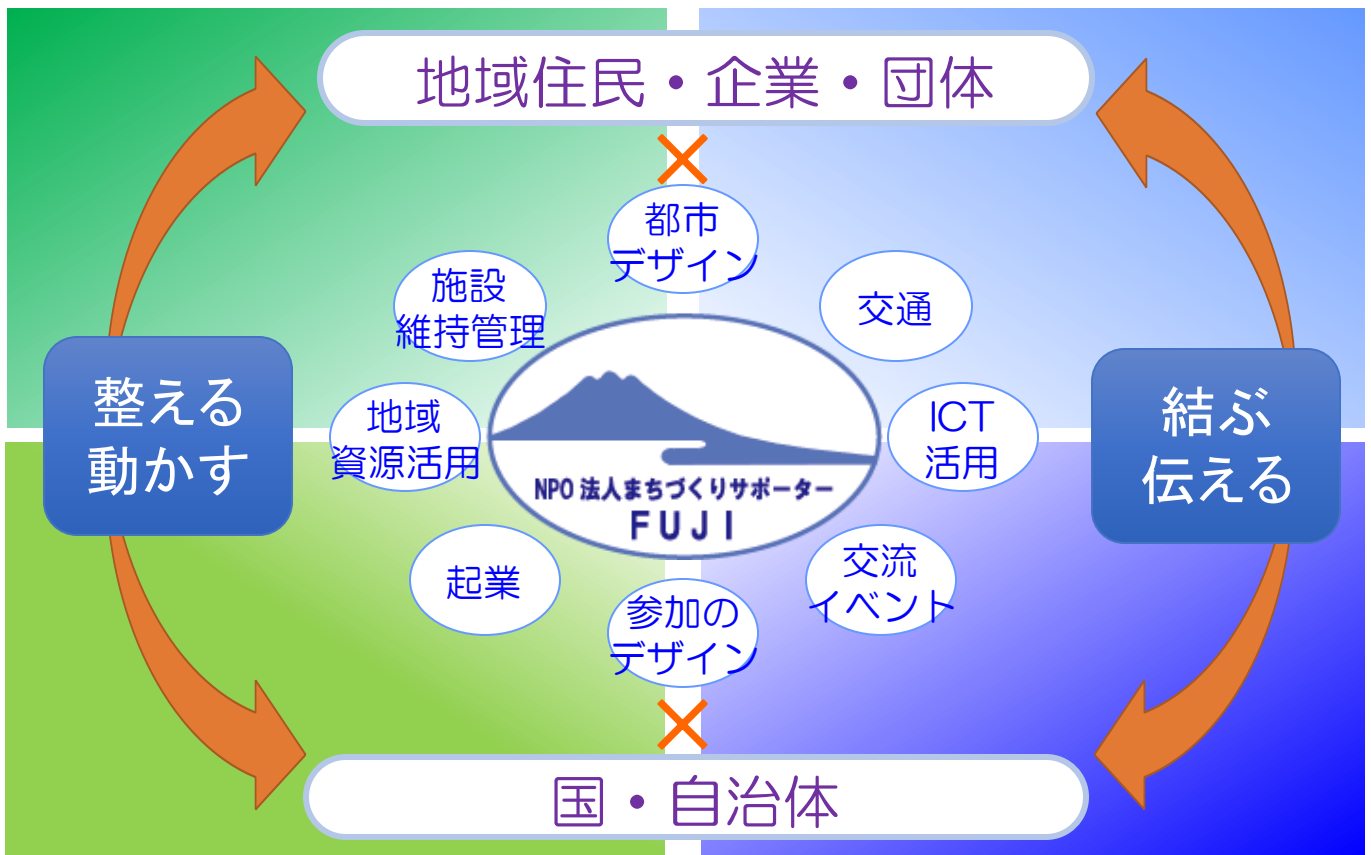 地域住民・企業・団体
都市
デザイン
施設
維持管理
交通
整える
動かす
地域
資源活用
NPO 法人まちづくりサポーター
FUJI
ICT
活用
結ぶ
伝える
起業
交流
イベント
参加の
デザイン
国・自治体